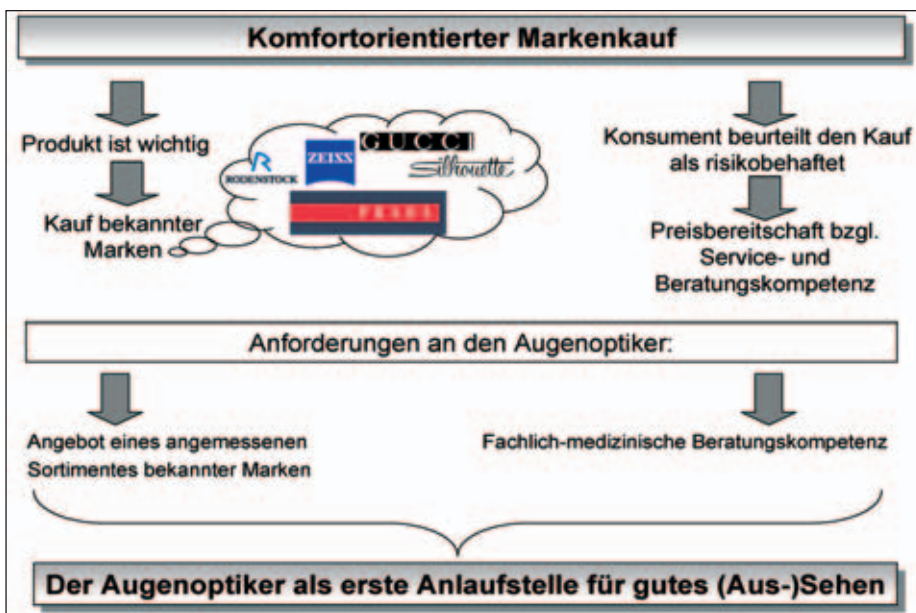 Komfortorientierter Markenkauf
Produkt ist wichtig
Kauf bekannter
Marken
R
RODENSTOCK
ZEISS
GUCCI
Silhouette
PRADA
Konsument beurteilt den Kauf
als risikobehaftet
Preisbereitschaft bzgl.
Service- und
Beratungskompetenz
Anforderungen an den Augenoptiker:
Angebot eines angemessenen
Sortimentes bekannter Marken
Fachlich-medizinische Beratungskompetenz
Der Augenoptiker als erste Anlaufstelle für gutes (Aus-)Sehen